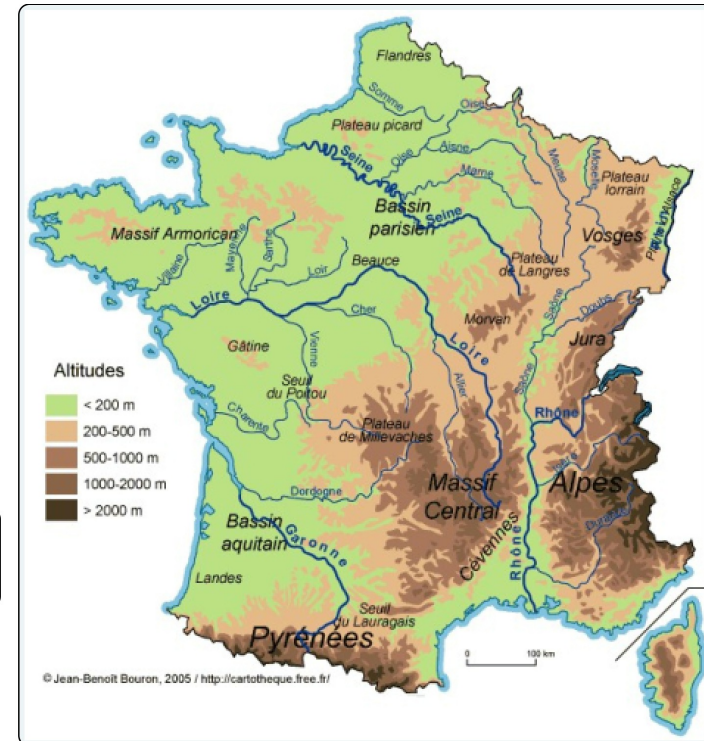 Flandres
Somme
Oise
Plateau picard
Oise
Aisne
Meuse
Moselle
Plateau
lorrain
Seine
Marne
Plaine d'Alsace
Bassin
parisien
Seine
Vosges
Massif Armorican
Mayenne
Sarthe
Vilaine
Loir
Beauce
Plateau
de Langres
Loire
Cher
Morvan
Loire
Saône
Doubs
Jura
Gâtine
Vienne
Allier
Saône
Altitudes
< 200 m
200-500 m
500-1000 m
1000-2000 m
> 2000 m
Seuil
du Poitou
Charente
Plateau
de Millevaches
Rhône
Isère
Alpes
Dordogne
Massif
Central
Durance
Bassin
aquitain
Garonne
Cévennes
Rhône
Landes
Seuil
du Lauragais
Pyrénées
0 100 km
© Jean-Benoît Bouron, 2005 / http://cartotheque.free.fr/